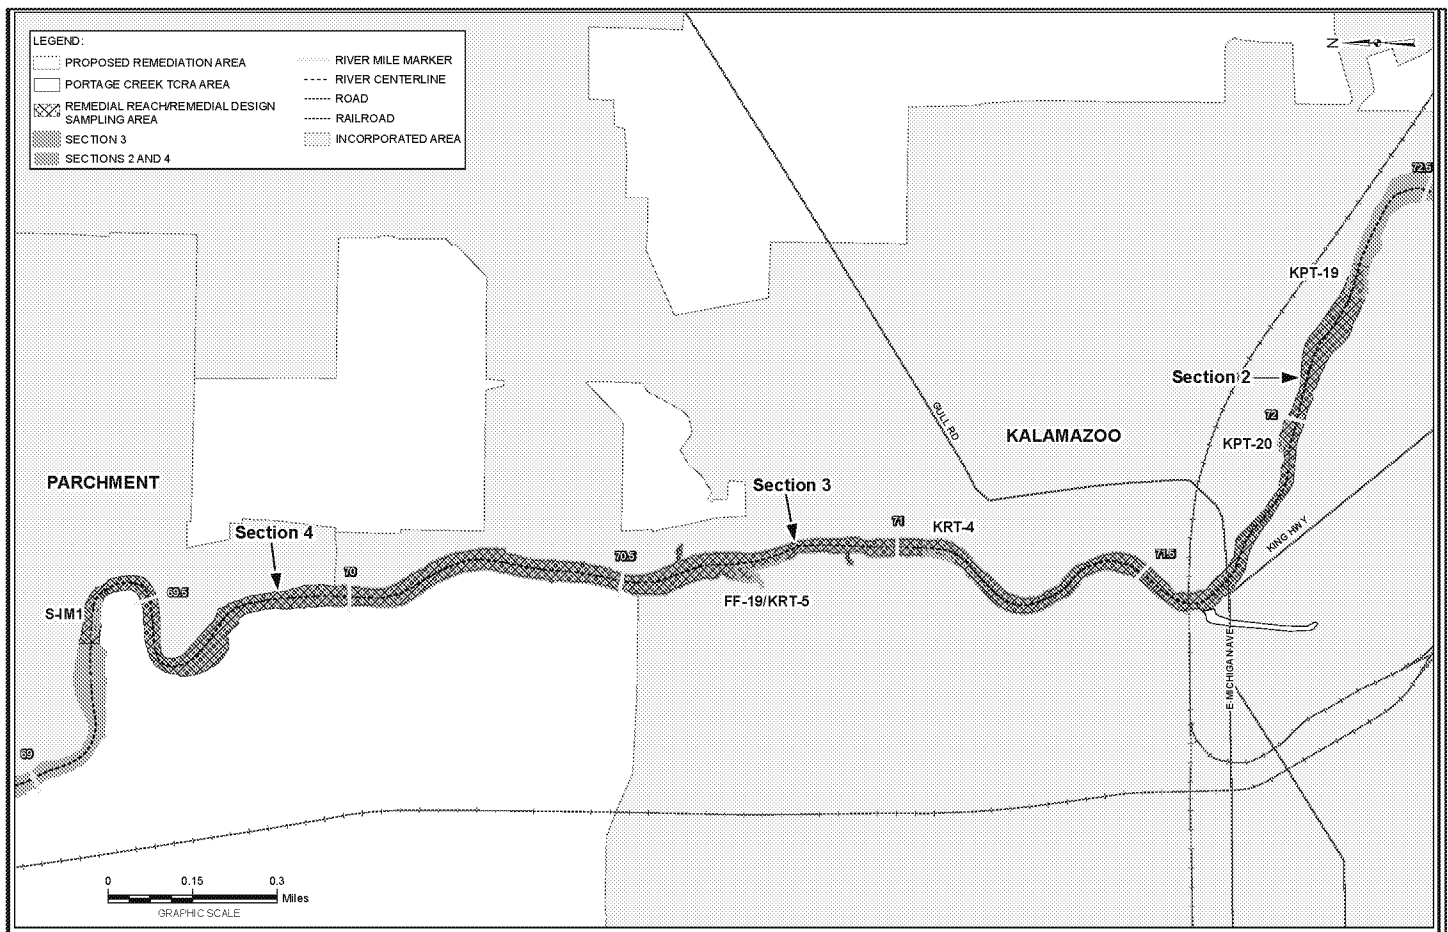 LEGEND:
PROPOSED REMEDIATION AREA
PORTAGE CREEK TCRA AREA
REMEDIAL REACH/REMEDIAL DESIGN
SAMPLING AREA
SECTION 3
SECTIONS 2 AND 4
RIVER MILE MARKER
RIVER CENTERLINE
ROAD
RAILROAD
INCORPORATED AREA
N
72.5
KPT-19
Section 2
72
KPT-20
GULL RD
KALAMAZOO
PARCHMENT
Section 3
Section 4
71
KRT-4
KING HWY
70.5
71.5
70
69.5
FF-19/KRT-5
S-IM1
E MICHIGAN AVE
69
0 0.15 0.3
Miles
GRAPHIC SCALE